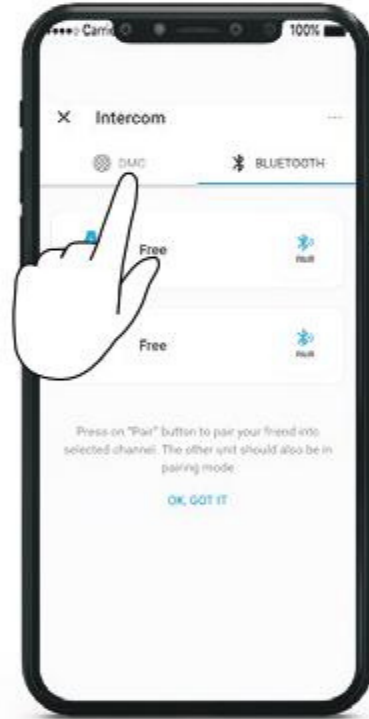 Carrie 100%
Intercom
DMC BLUETOOTH
Free
PAIR
Free
PAIR
Press on "Pair" button to pair your friend into
selected channel. The other unit should also be in
pairing mode
OK, GOT IT